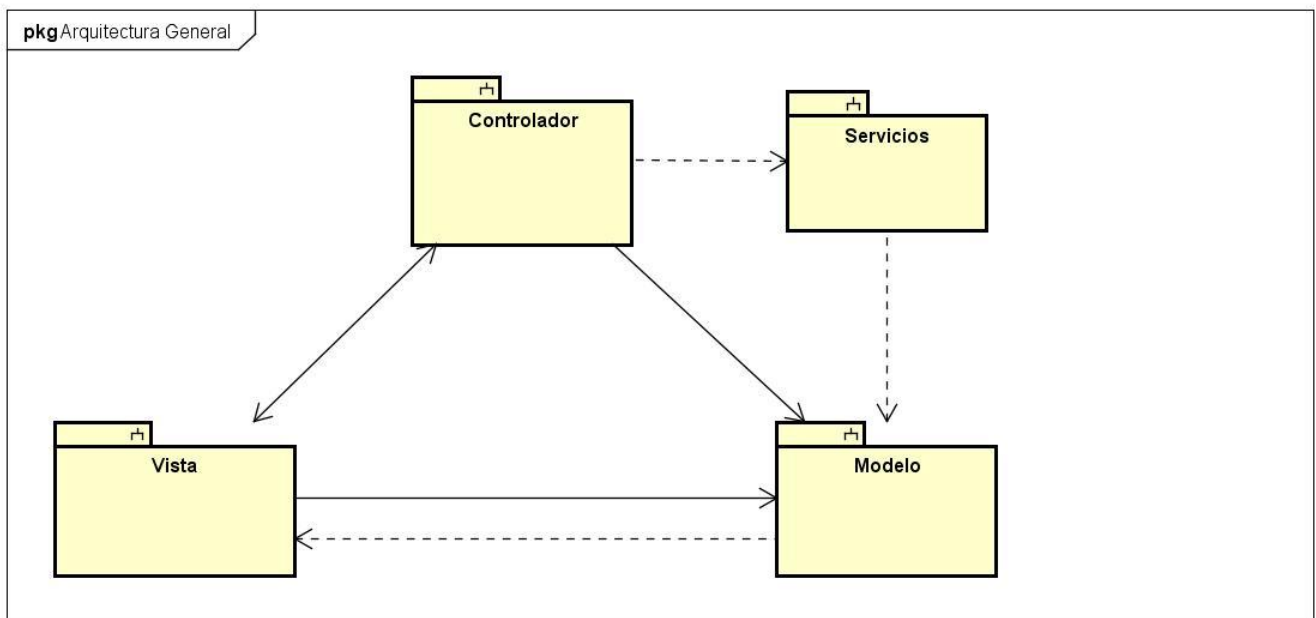 pkg Arquitectura General
Controlador
Servicios
Vista
Modelo